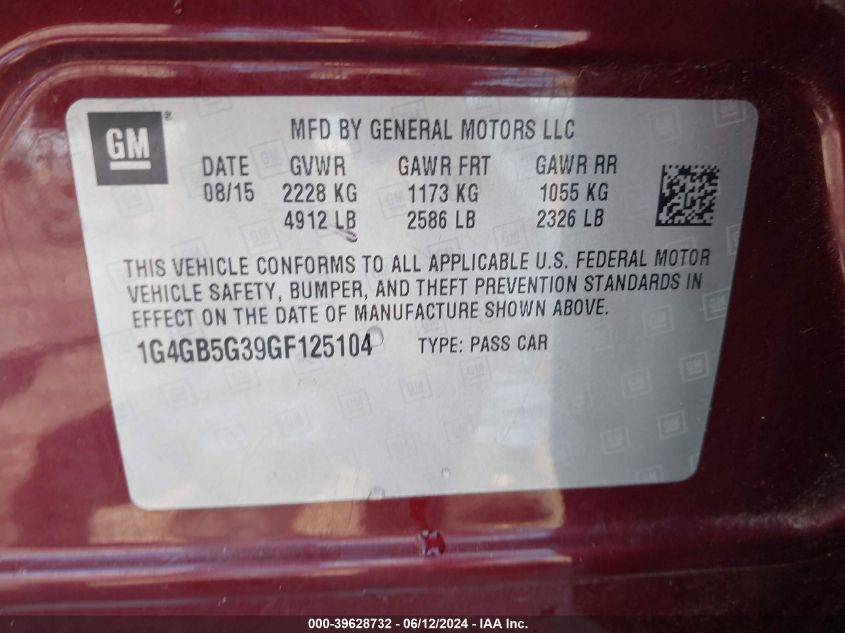 GM®
MFD BY GENERAL MOTORS LLC
DATE GVWR GAWR FRT GAWR RR
08/15 2228 KG 1173 KG 1055 KG
4912 LB 2586 LB 2326 LB
THIS VEHICLE CONFORMS TO ALL APPLICABLE U.S. FEDERAL MOTOR
VEHICLE SAFETY, BUMPER, AND THEFT PREVENTION STANDARDS IN
EFFECT ON THE DATE OF MANUFACTURE SHOWN ABOVE.
1G4GB5G39GF125104 TYPE: PASS CAR
000-39628732 - 06/12/2024 - IAA Inc.